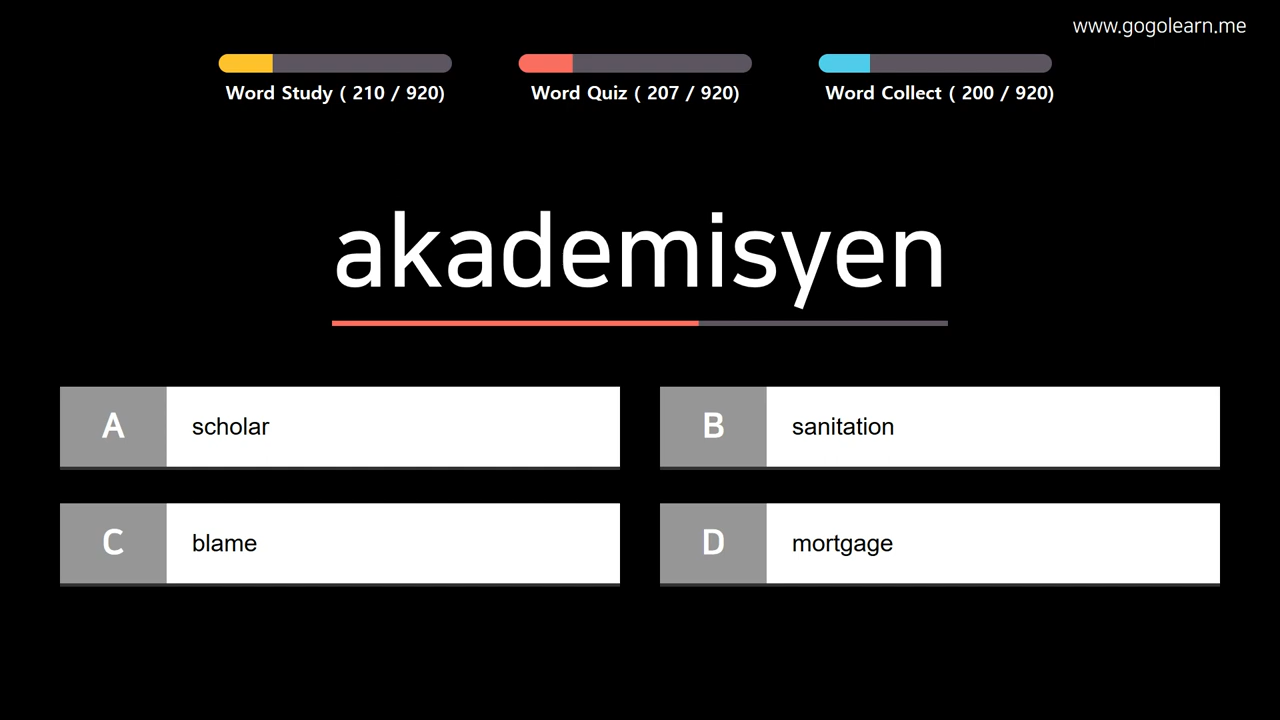 www.gogolearn.me
Word Study ( 210 / 920)
Word Quiz ( 207 / 920)
Word Collect ( 200 / 920)
akademisyen
A scholar
B sanitation
C blame
D mortgage